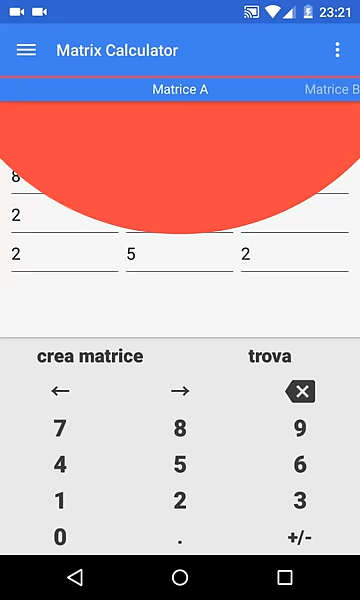 23:21
Matrix Calculator
Matrice A Matrice B
8
2
2 5 2
crea matrice trova
← →
7 8 9
4 5 6
1 2 3
0 . +/-